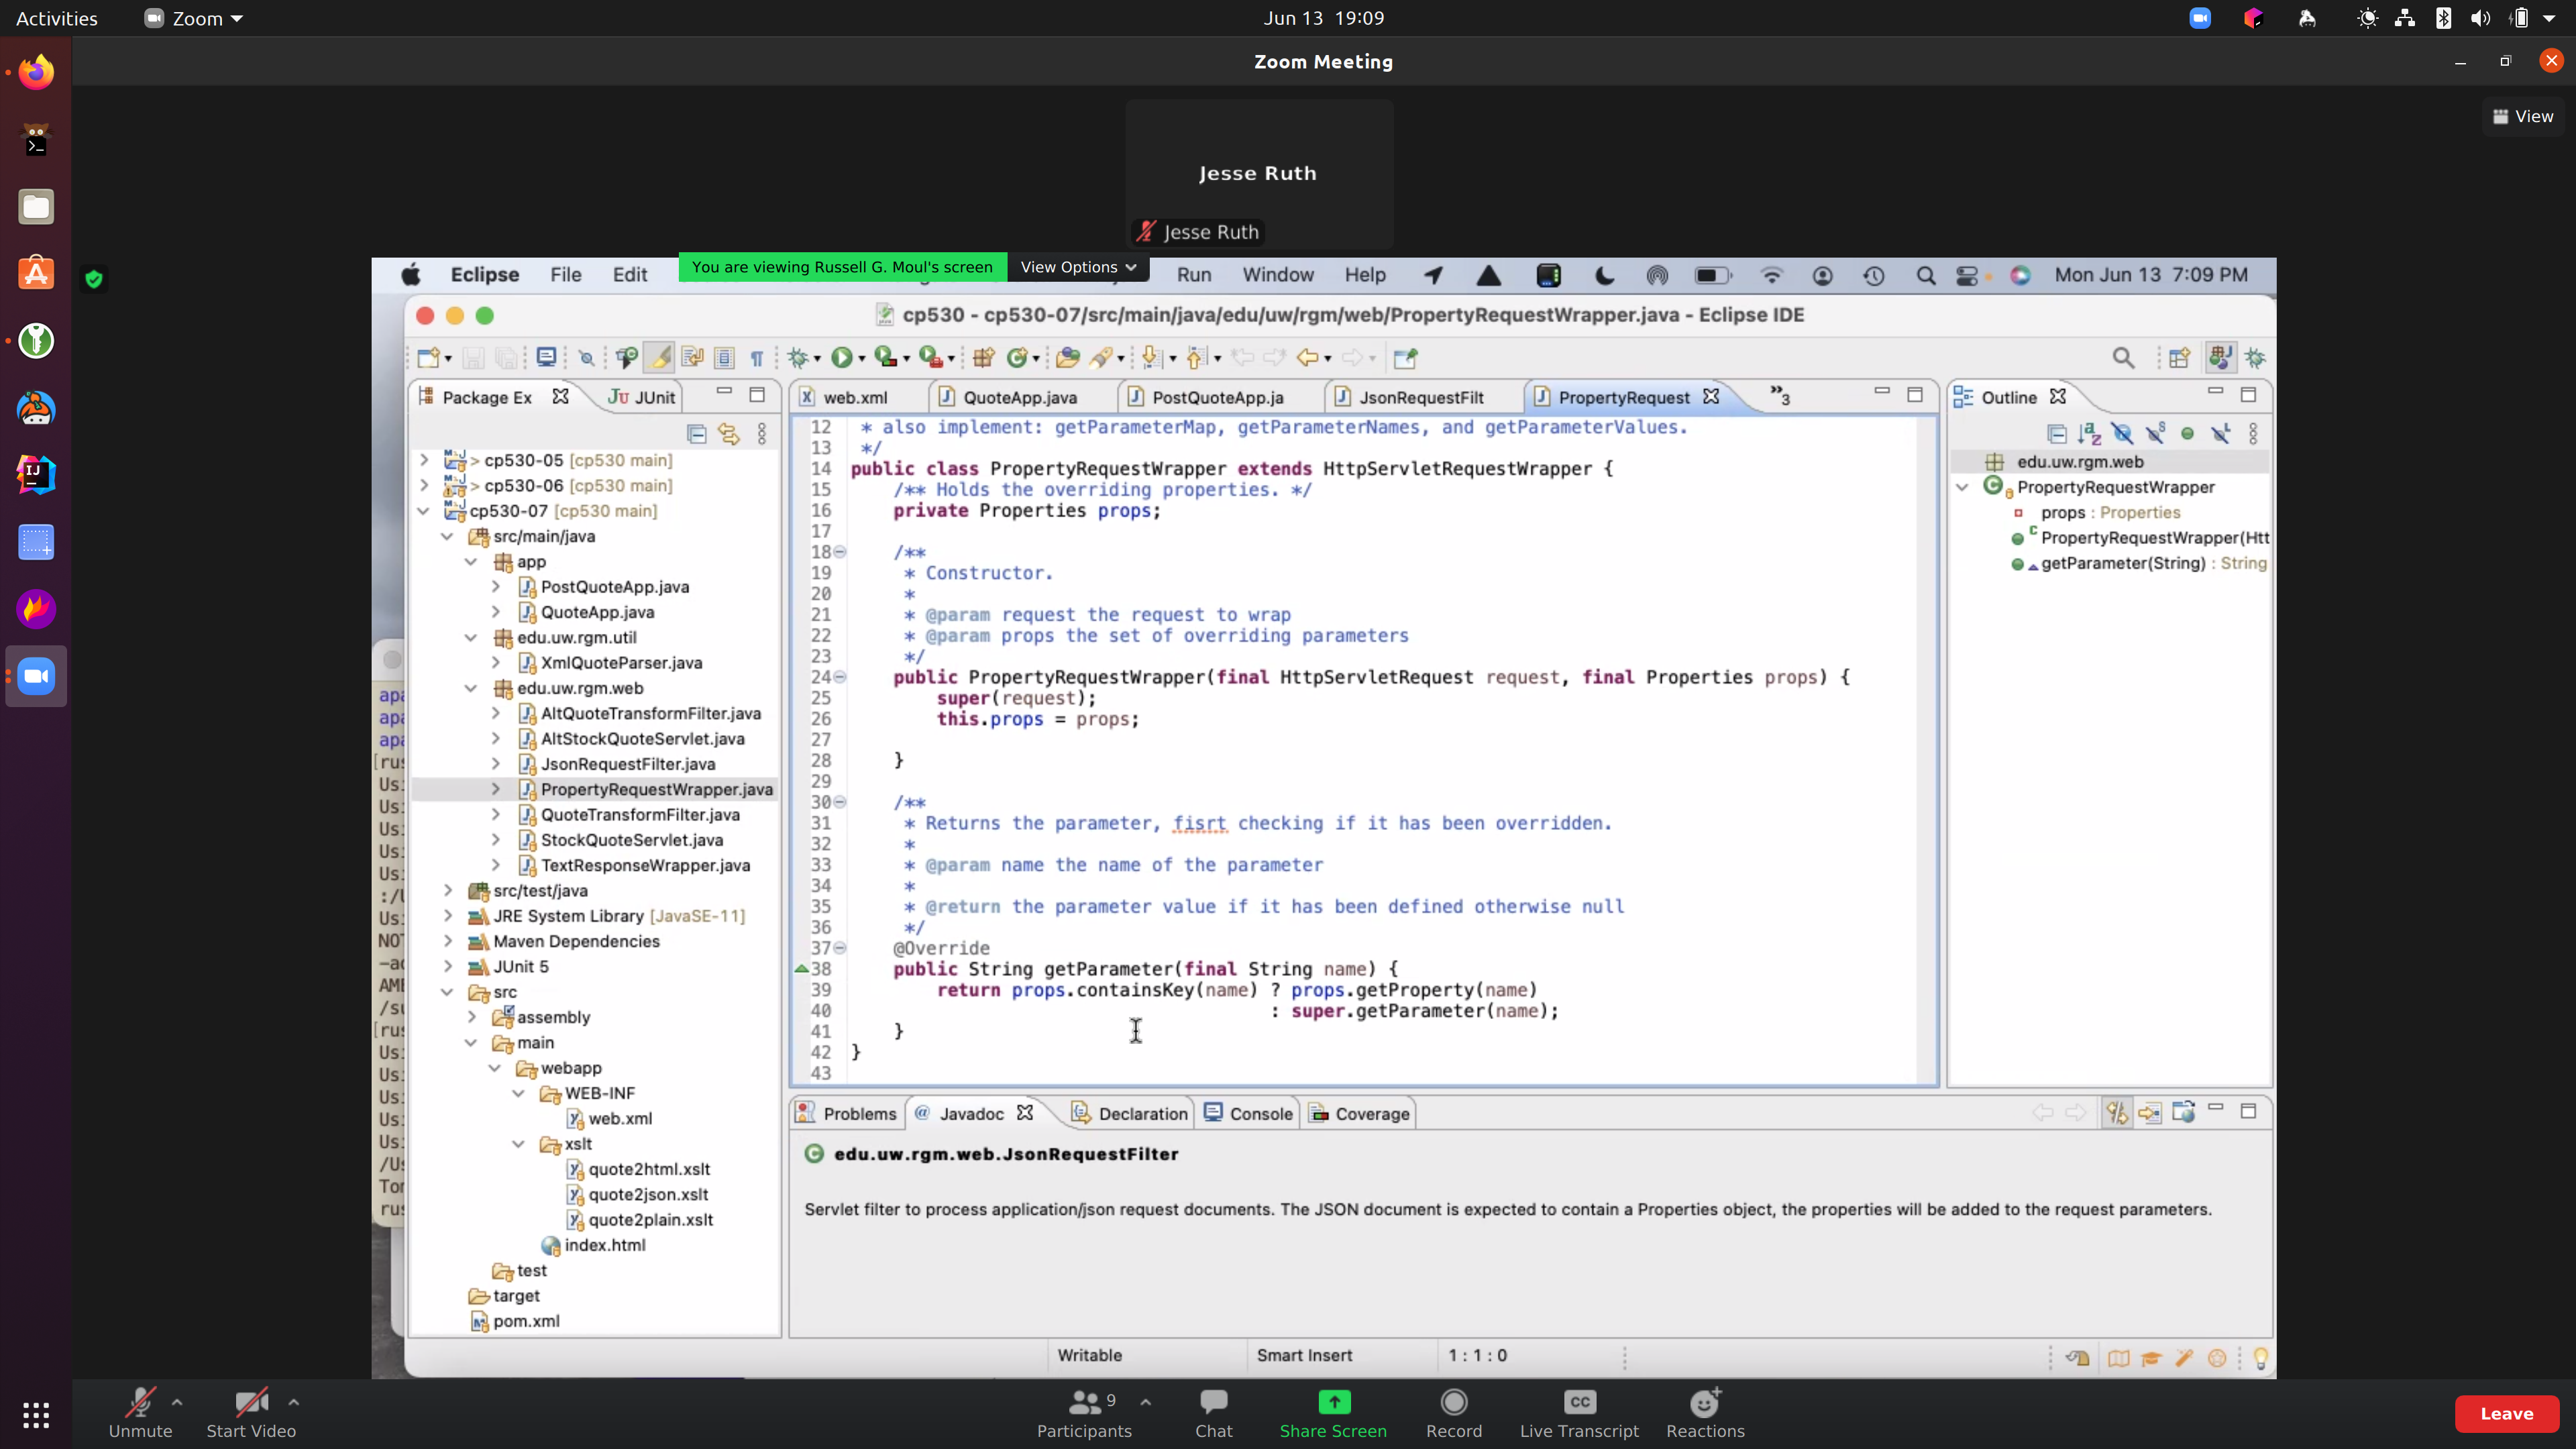 Activities
Zoom
Jun 13 19:09
Zoom Meeting
View
Jesse Ruth
Jesse Ruth
You are viewing Russell G. Moul's screen
View Options
Eclipse File Edit
Run Window Help
Mon Jun 13 7:09 PM
cp530 - cp530-07/src/main/java/edu/uw/rgm/web/PropertyRequestWrapper.java - Eclipse IDE
Package Ex
JUnit
> cp530-05 [cp530 main]
> cp530-06 [cp530 main]
cp530-07 [cp530 main]
src/main/java
app
PostQuoteApp.java
QuoteApp.java
edu.uw.rgm.util
XmlQuoteParser.java
edu.uw.rgm.web
AltQuoteTransformFilter.java
AltStockQuoteServlet.java
JsonRequestFilter.java
PropertyRequestWrapper.java
QuoteTransformFilter.java
StockQuoteServlet.java
TextResponseWrapper.java
src/test/java
JRE System Library [JavaSE-11]
Maven Dependencies
JUnit 5
src
assembly
main
webapp
WEB-INF
web.xml
xslt
quote2html.xslt
quote2json.xslt
quote2plain.xslt
index.html
test
target
pom.xml
web.xml
QuoteApp.java
PostQuoteApp.ja
JsonRequestFilt
PropertyRequest
»3
12 * also implement: getParameterMap, getParameterNames, and getParameterValues.
13 */
14 public class PropertyRequestWrapper extends HttpServletRequestWrapper {
15 /** Holds the overriding properties. */
16 private Properties props;
17
18 /**
19 * Constructor.
20 *
21 * @param request the request to wrap
22 * @param props the set of overriding parameters
23 */
24 public PropertyRequestWrapper(final HttpServletRequest request, final Properties props) {
25 super(request);
26 this.props = props;
27
28 }
29
30 /**
31 * Returns the parameter, fisrt checking if it has been overridden.
32 *
33 * @param name the name of the parameter
34 *
35 * @return the parameter value if it has been defined otherwise null
36 */
37 @Override
38 public String getParameter(final String name) {
39 return props.containsKey(name) ? props.getProperty(name)
40 : super.getParameter(name);
41 }
42 }
43
Outline
edu.uw.rgm.web
PropertyRequestWrapper
props : Properties
PropertyRequestWrapper(Htt
getParameter(String) : String
Problems
@ Javadoc
Declaration
Console
Coverage
edu.uw.rgm.web.JsonRequestFilter
Servlet filter to process application/json request documents. The JSON document is expected to contain a Properties object, the properties will be added to the request parameters.
Writable
Smart Insert
1 : 1 : 0
Unmute
Start Video
Participants
9
Chat
Share Screen
Record
CC
Live Transcript
Reactions
Leave